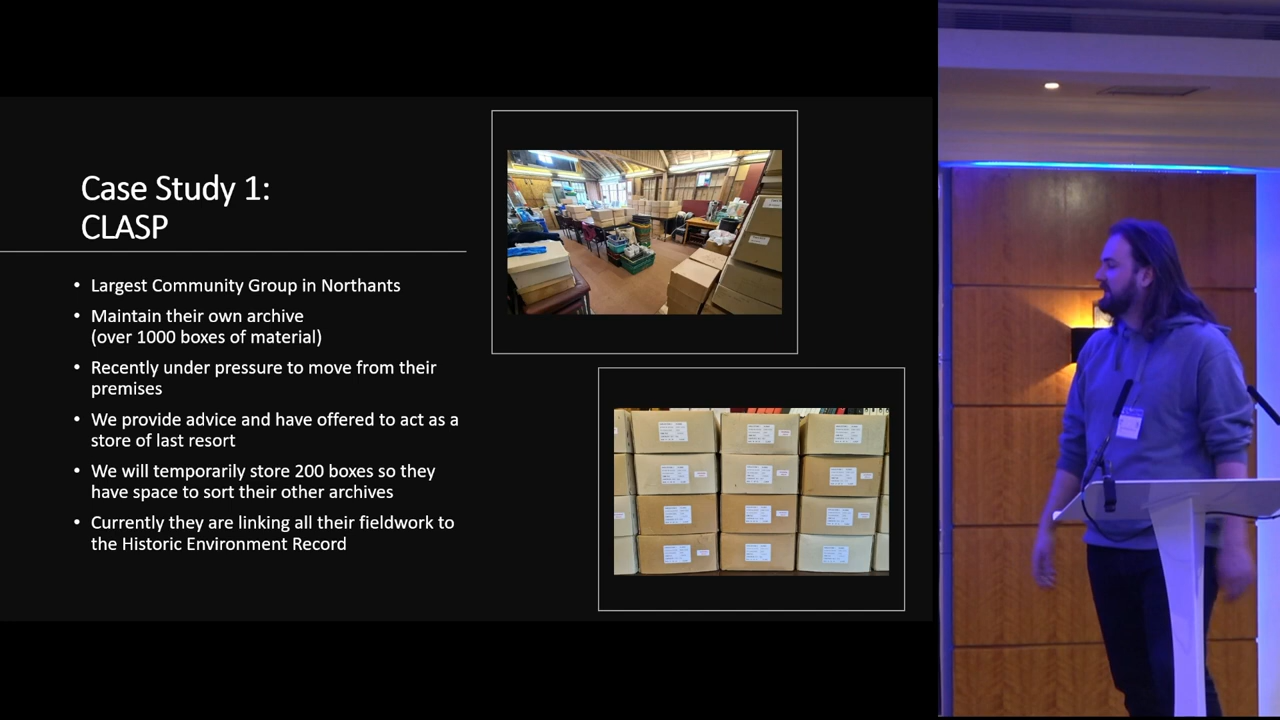 Case Study 1:
CLASP
• Largest Community Group in Northants
• Maintain their own archive
(over 1000 boxes of material)
• Recently under pressure to move from their
premises
• We provide advice and have offered to act as a
store of last resort
• We will temporarily store 200 boxes so they
have space to sort their other archives
• Currently they are linking all their fieldwork to
the Historic Environment Record